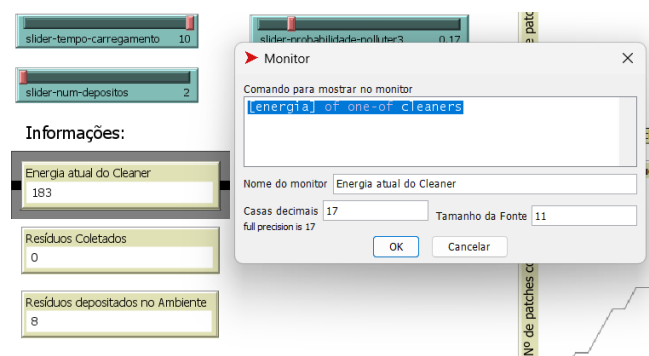 slider-tempo-carregamento 10
slider-probabilidade-polluter3 0.17
slider-num-depositos 2
Informações:
Energia atual do Cleaner
183
Resíduos Coletados
0
Resíduos depositados no Ambiente
8
Monitor
Comando para mostrar no monitor
[energia] of one-of cleaners
Nome do monitor Energia atual do Cleaner
Casas decimais 17
full precision is 17
Tamanho da Fonte 11
OK
Cancelar
Nº de patches